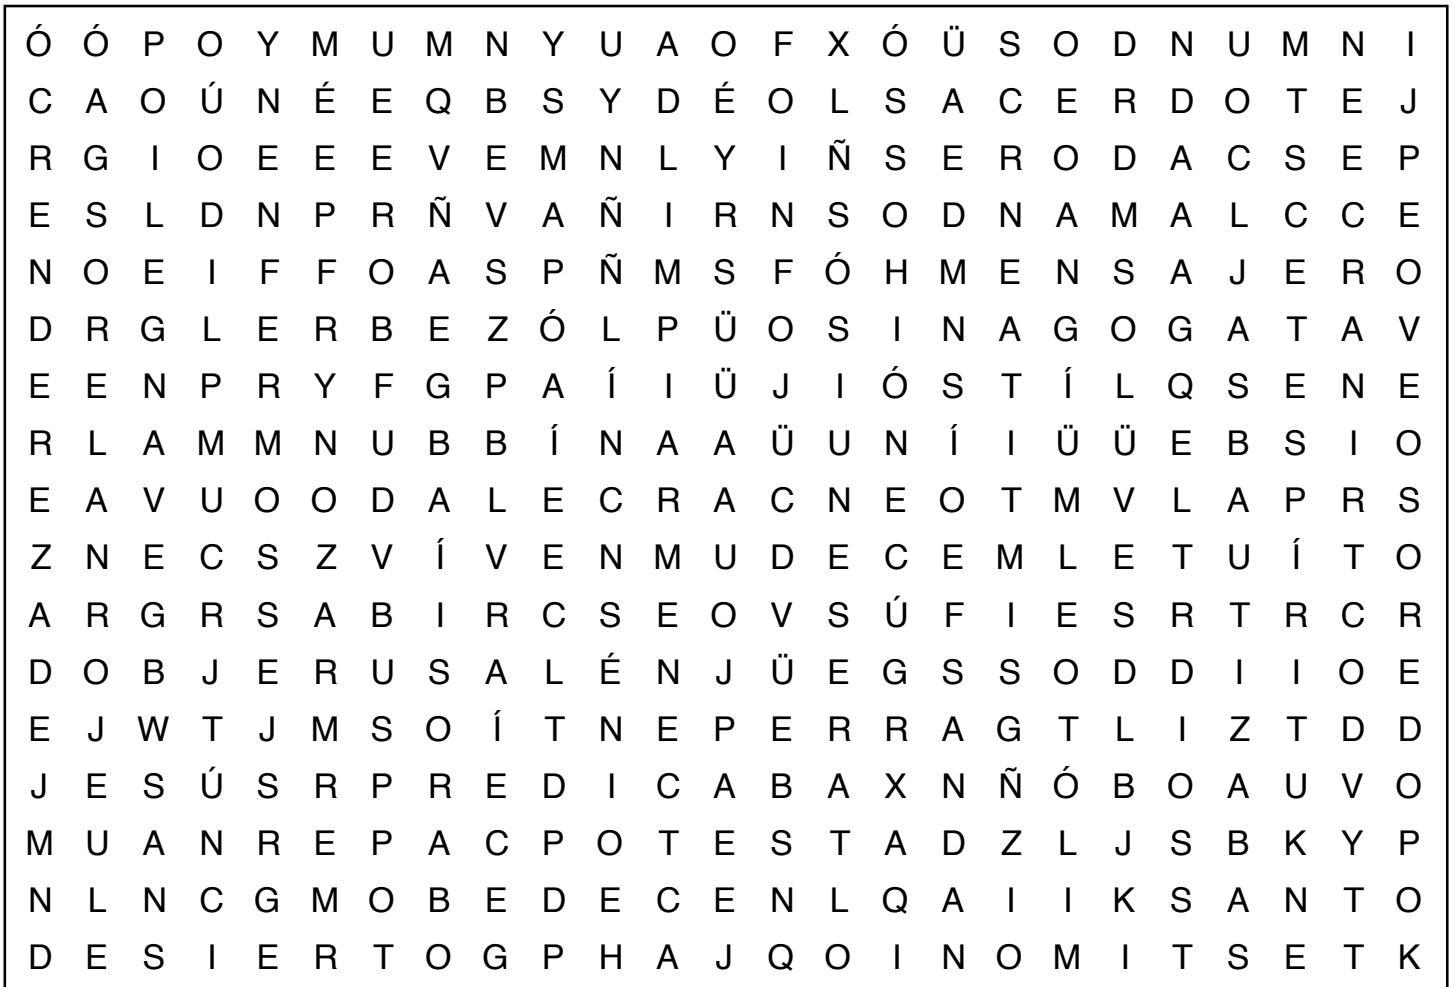 Ó Ó P O Y M U M N Y U A O F X Ó Ü S O D N U M N I
C A O Ú N É E Q B S Y D É O L S A C E R D O T E J
R G I O E E E V E M N L Y I Ñ S E R O D A C S E P
E S L D N P R Ñ V A Ñ I R N S O D N A M A L C C E
N O E I F F O A S P Ñ M S F Ó H M E N S A J E R O
D R G L E R B E Z Ó L P Ü O S I N A G O G A T A V
E E N P R Y F G P A Í I Ü J I Ó S T Í L Q S E N E
R L A M M N U B B Í N A A Ü U N Í I Ü Ü E B S I O
E A V U O O D A L E C R A C N E O T M V L A P R S
Z N E C S Z V Í V E N M U D E C E M L E T U Í T O
A R G R S A B I R C S E O V S Ú F I E S R T R C R
D O B J E R U S A L É N J Ü E G S S O D D I I O E
E J W T J M S O Í T N E P E R R A G T L I Z T D D
J E S Ú S R P R E D I C A B A X N Ñ Ó B O A U V O
M U A N R E P A C P O T E S T A D Z L J S B K Y P
N L N C G M O B E D E C E N L Q A I I K S A N T O
D E S I E R T O G P H A J Q O I N O M I T S E T K